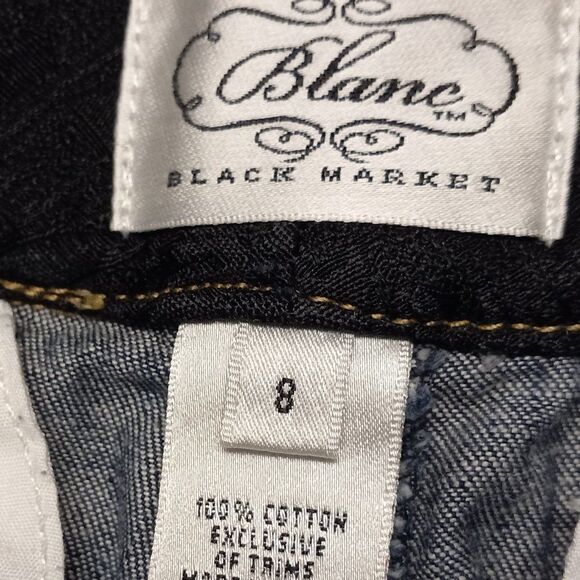 Blanc
TM
BLACK MARKET
8
100% COTTON
EXCLUSIVE
OF TRIMS